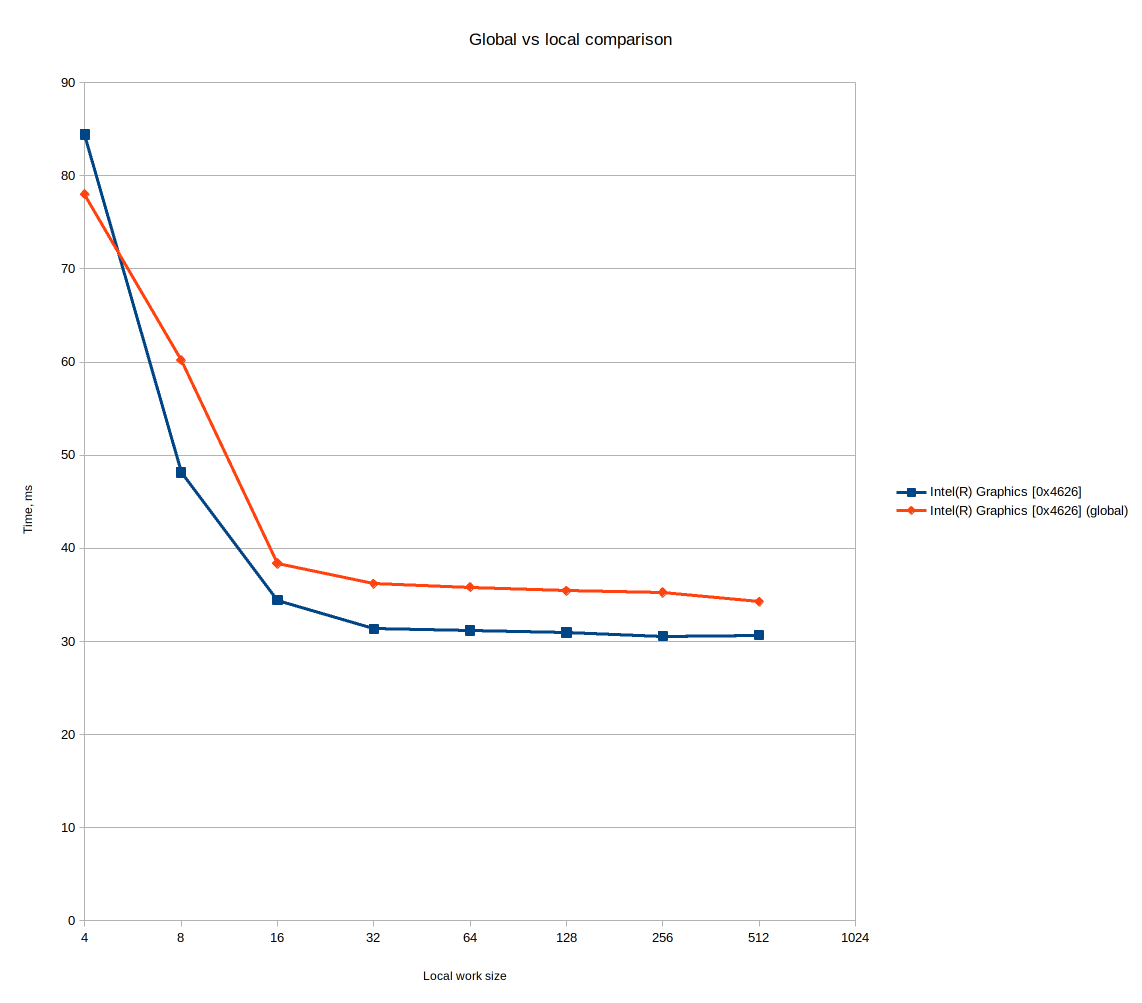 Global vs local comparison
90
80
70
60
50
40
30
20
10
0
Time, ms
4 8 16 32 64 128 256 512 1024
Local work size
Intel(R) Graphics [0x4626]
Intel(R) Graphics [0x4626] (global)